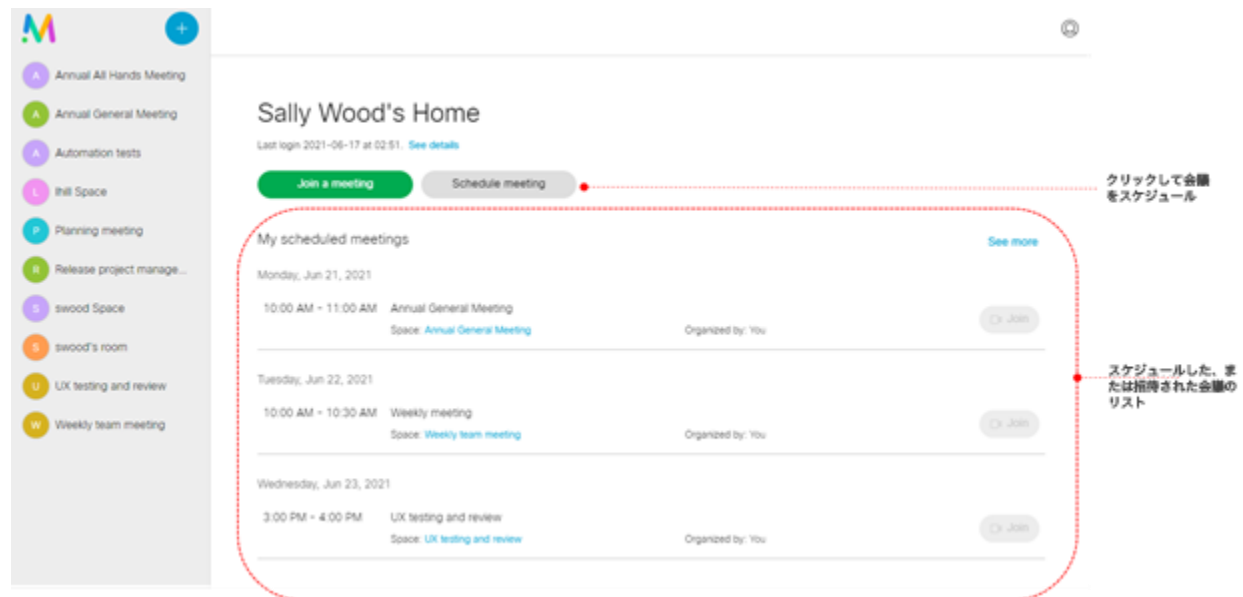 M
+
A Annual All Hands Meeting
A Annual General Meeting
A Automation tests
L lhill Space
P Planning meeting
R Release project manage...
S swood Space
S swood's room
U UX testing and review
W Weekly team meeting
Sally Wood's Home
Last login 2021-06-17 at 02:51. See details
Join a meeting Schedule meeting
クリックして会議
をスケジュール
My scheduled meetings See more
Monday, Jun 21, 2021
10:00 AM - 11:00 AM Annual General Meeting
Space: Annual General Meeting Organized by: You
Join
Tuesday, Jun 22, 2021
10:00 AM - 10:30 AM Weekly meeting
Space: Weekly team meeting Organized by: You
Join
スケジュールした、ま
たは招待された会議の
リスト
Wednesday, Jun 23, 2021
3:00 PM - 4:00 PM UX testing and review
Space: UX testing and review Organized by: You
Join